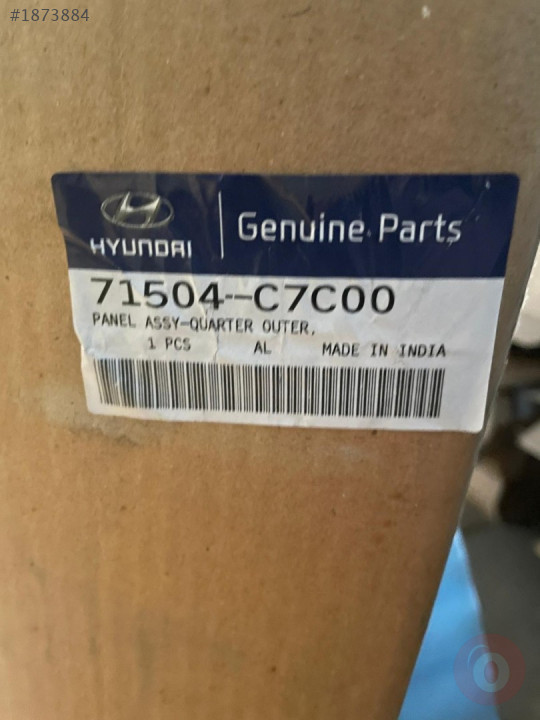 #1873884
HYUNDAI
Genuine Parts
71504--C7C00
PANEL ASSY-QUARTER OUTER,
1 PCS AL MADE IN INDIA